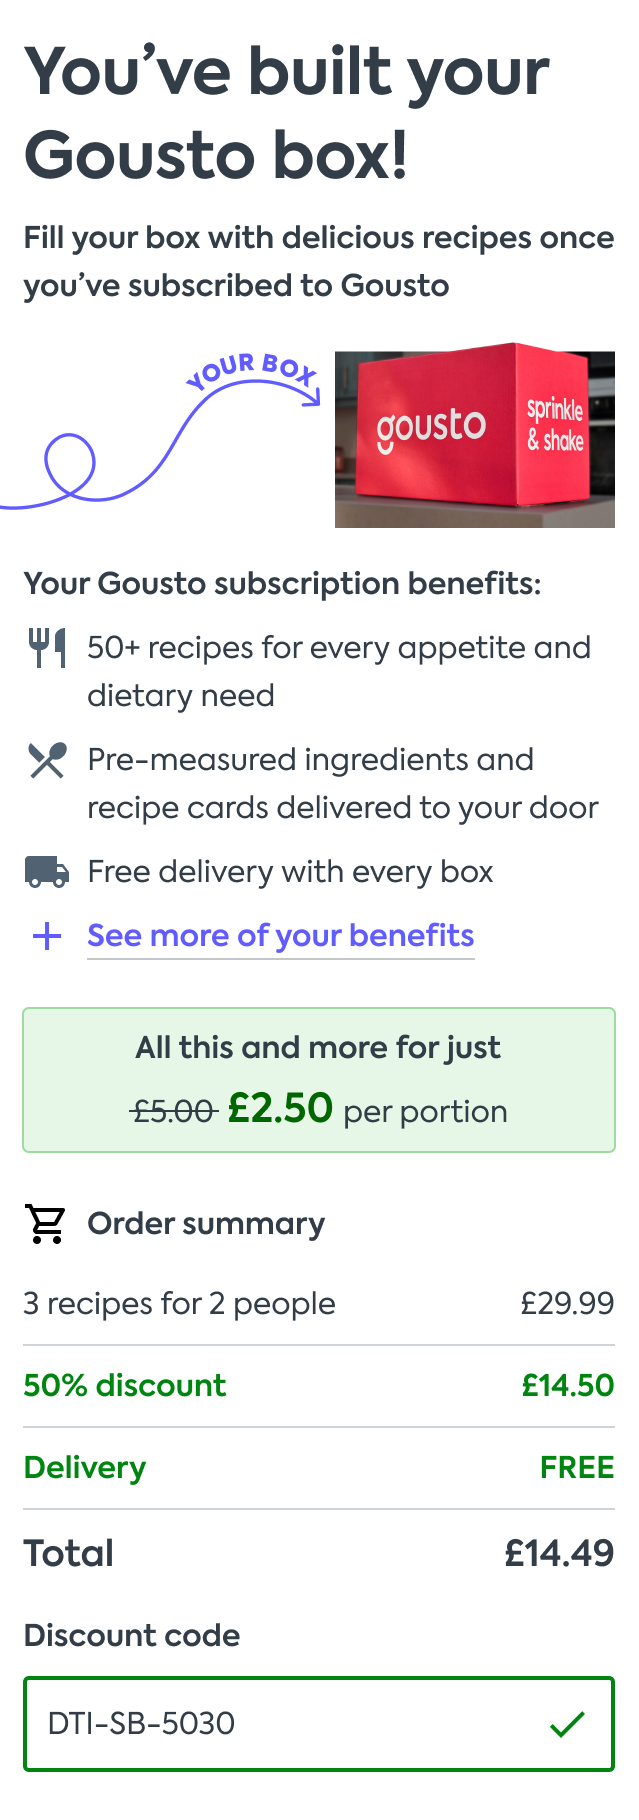 You’ve built your
Gousto box!
Fill your box with delicious recipes once
you’ve subscribed to Gousto
YOUR BOX
gousto
sprinkle
& shake
Your Gousto subscription benefits:
50+ recipes for every appetite and
dietary need
Pre-measured ingredients and
recipe cards delivered to your door
Free delivery with every box
See more of your benefits
All this and more for just
£5.00 £2.50 per portion
Order summary
3 recipes for 2 people £29.99
50% discount £14.50
Delivery FREE
Total £14.49
Discount code
DTI-SB-5030